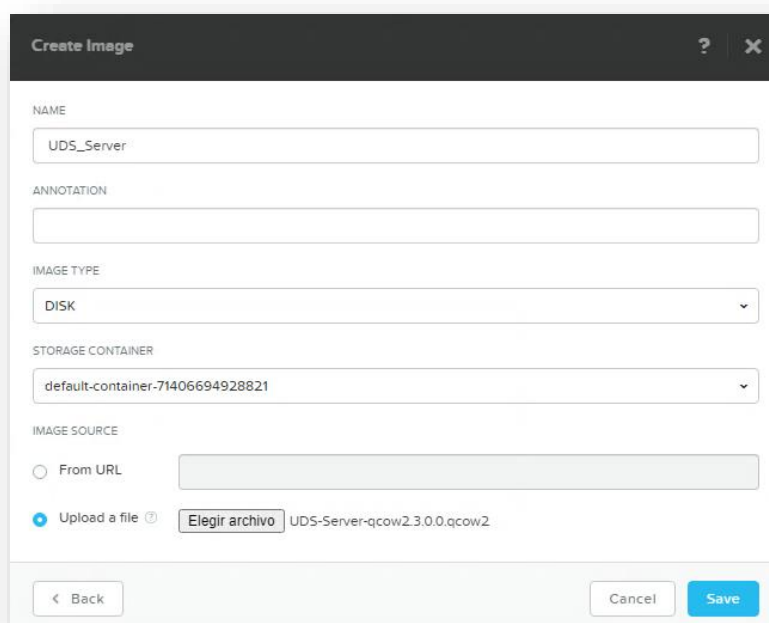 Create Image ?
NAME
UDS_Server
ANNOTATION
IMAGE TYPE
DISK
STORAGE CONTAINER
default-container-71406694928821
IMAGE SOURCE
From URL
Upload a file ? Elegir archivo UDS-Server-qcow2.3.0.0.qcow2
< Back Cancel Save